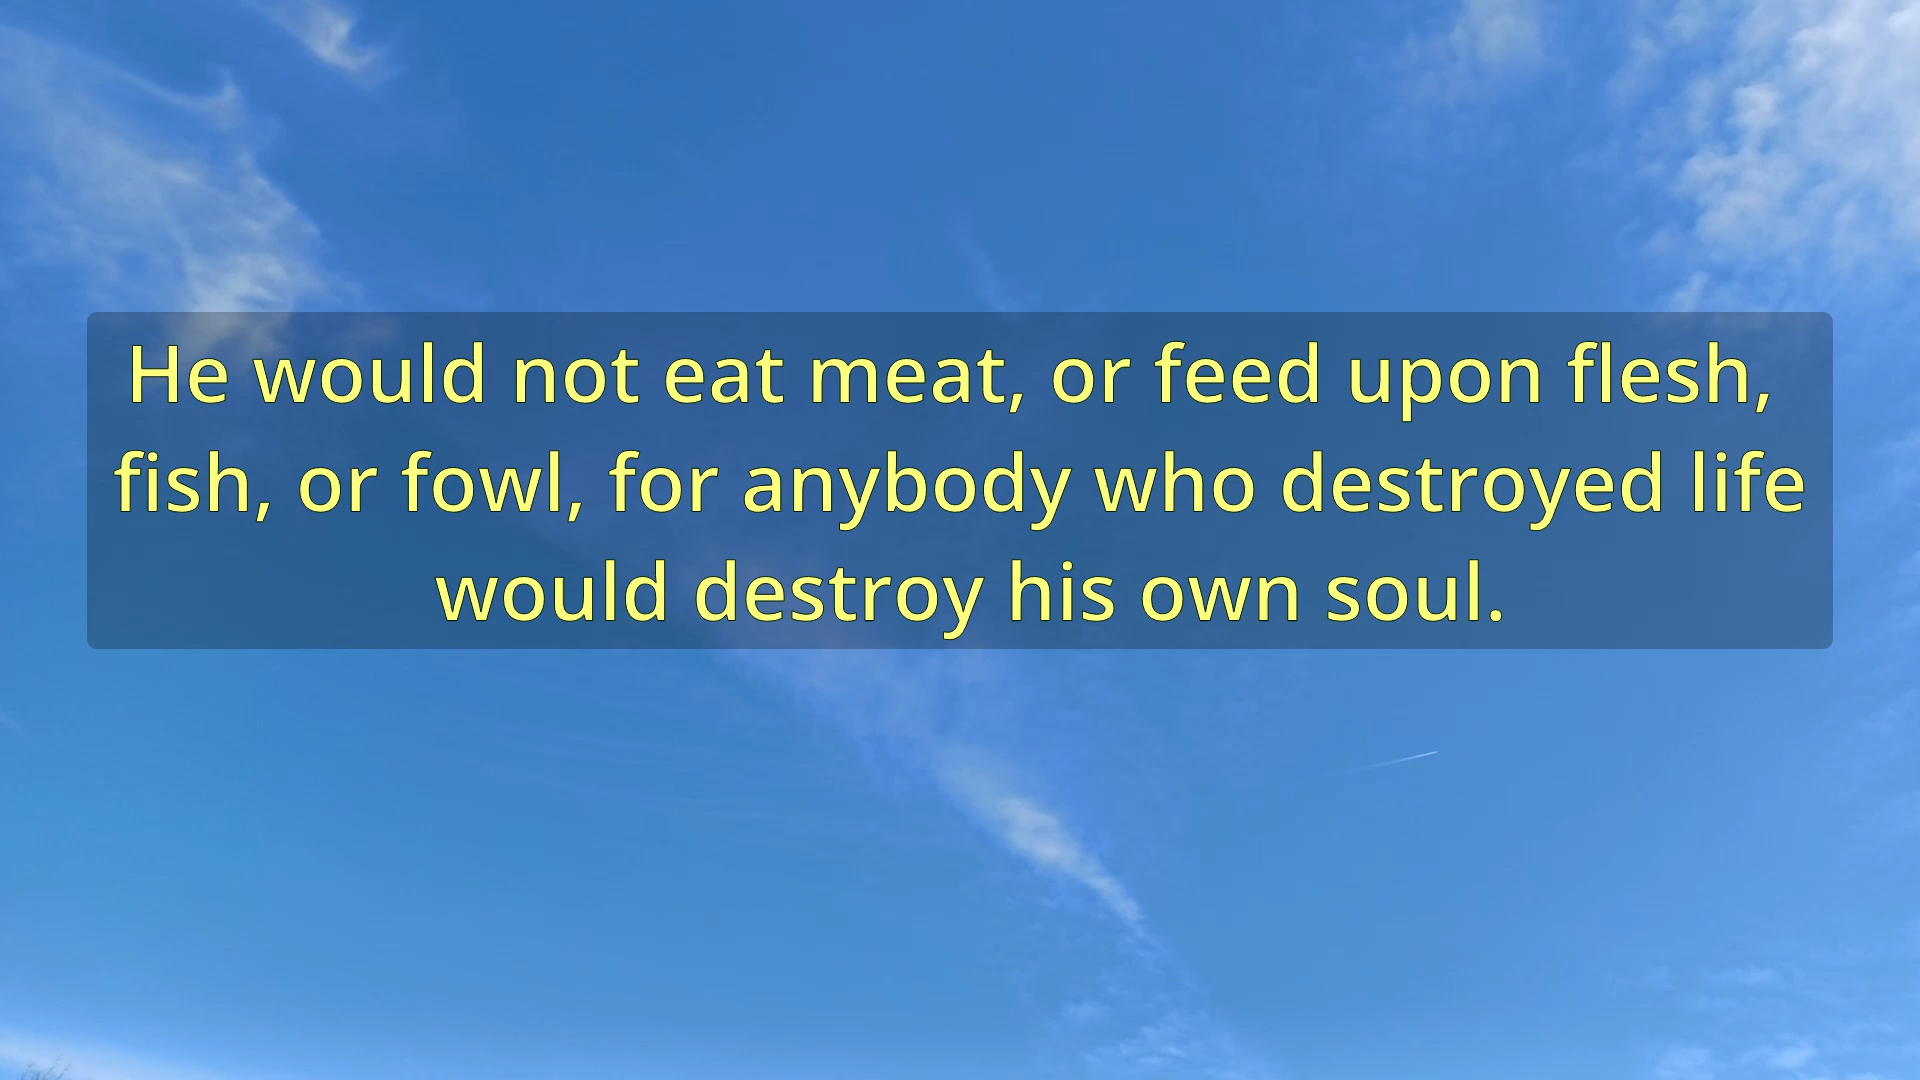 He would not eat meat, or feed upon flesh,
fish, or fowl, for anybody who destroyed life
would destroy his own soul.